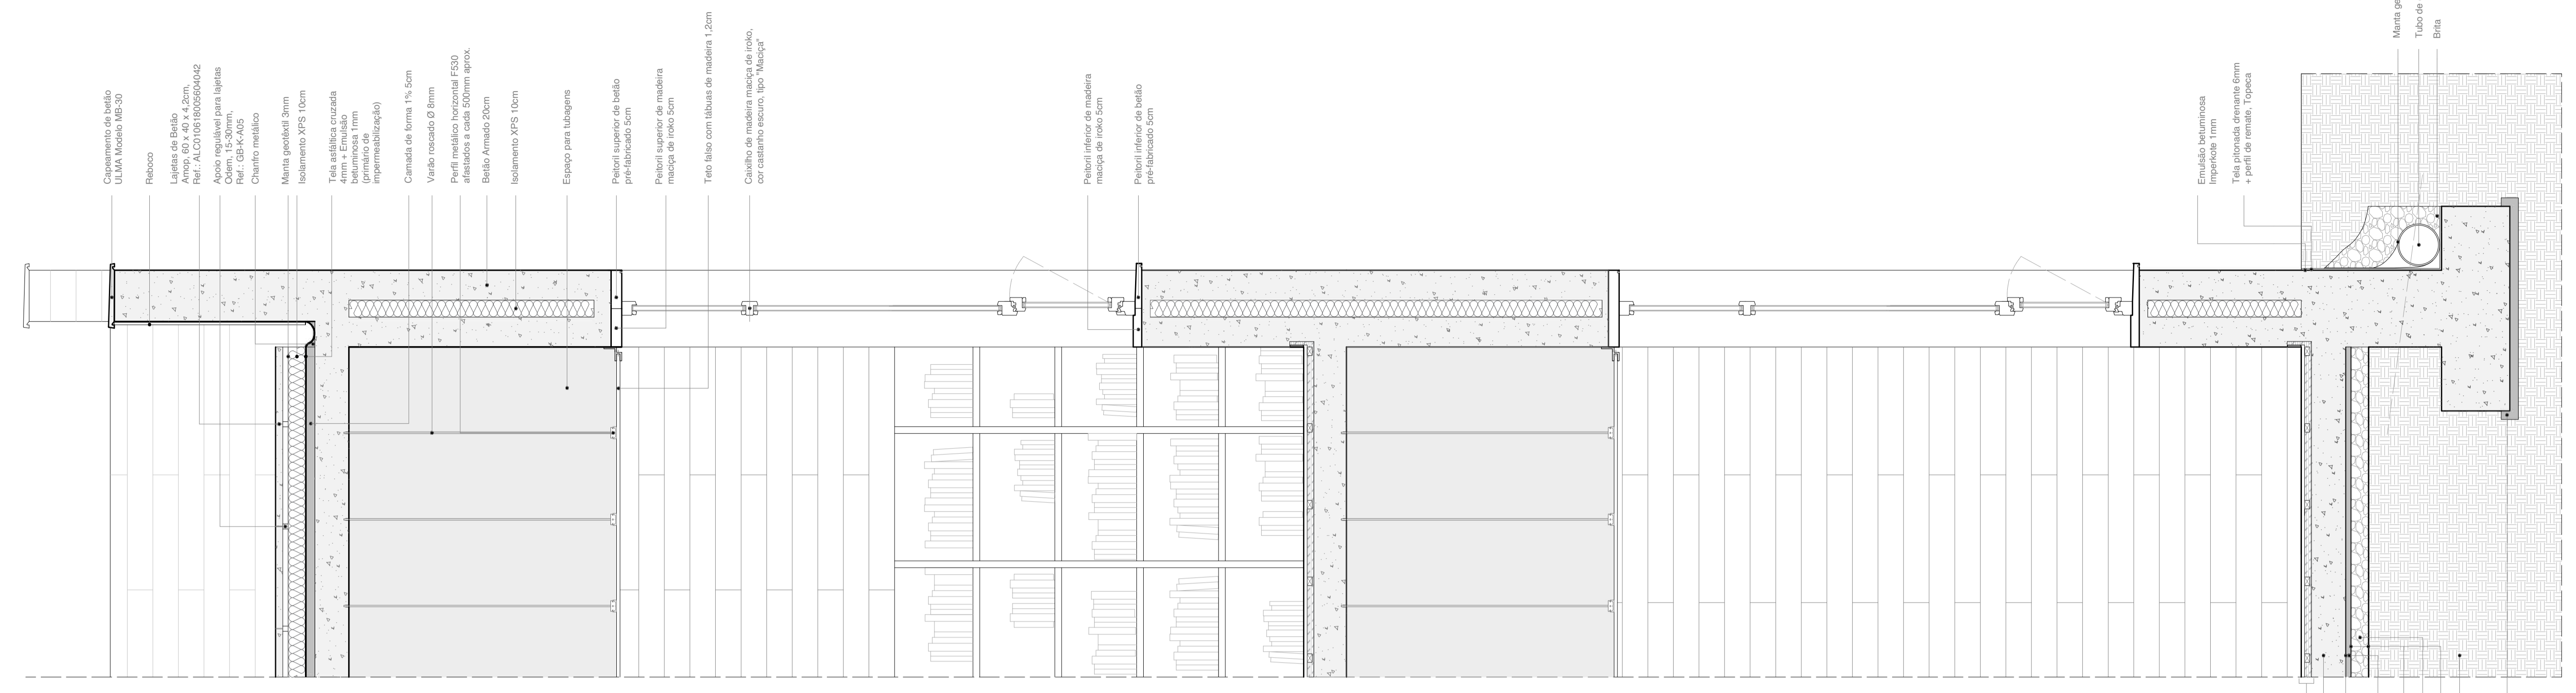 Capeamento de betão
ULMA Modelo MB-30
Reboco
Lajetas de Betão
Amop, 60 x 40 x 4,2cm,
Ref.: ALC0106180056​04042
Apoio regulável para lajetas
Odem, 15-30mm,
Ref.: GB-K-A05
Chanfro metálico
Manta geotêxtil 3mm
Isolamento XPS 10cm
Tela asfáltica cruzada
4mm + Emulsão
betuminosa 1mm
(primário de
impermeabilização)
Camada de forma 1% 5cm
Varão roscado Ø 8mm
Perfil metálico horizontal F530
afastados a cada 500mm aprox.
Betão Armado 20cm
Isolamento XPS 10cm
Espaço para tubagens
Peitoril superior de betão
pré-fabricado 5cm
Peitoril superior de madeira
maciça de iroko 5cm
Teto falso com tábuas de madeira 1,2cm
Caixilho de madeira maciça de iroko,
cor castanho escuro, tipo "Maciça"
Peitoril inferior de madeira
maciça de iroko 5cm
Peitoril inferior de betão
pré-fabricado 5cm
Emulsão betuminosa
Imperkote 1mm
Tela pitonada drenante 6mm
+ perfil de remate, Topeca
Manta ge
Tubo de
Brita